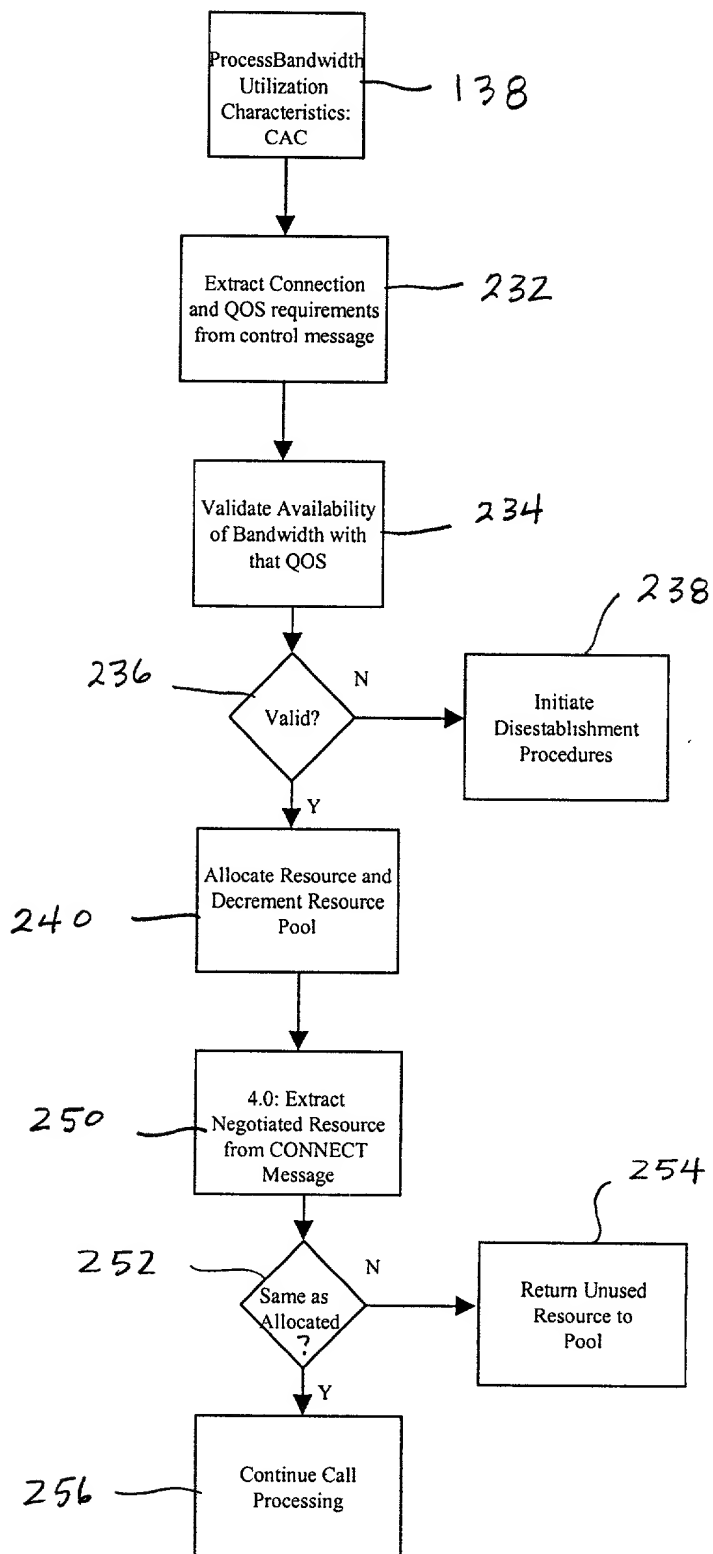 ProcessBandwidth
Utilization
Characteristics:
CAC
138
Extract Connection
and QOS requirements
from control message
232
Validate Availability
of Bandwidth with
that QOS
234
236
Valid?
N
Y
238
Initiate
Disestablishment
Procedures
Allocate Resource and
Decrement Resource
Pool
240
4.0: Extract
Negotiated Resource
from CONNECT
Message
250
252
Same as
Allocated
?
N
Y
254
Return Unused
Resource to
Pool
Continue Call
Processing
256